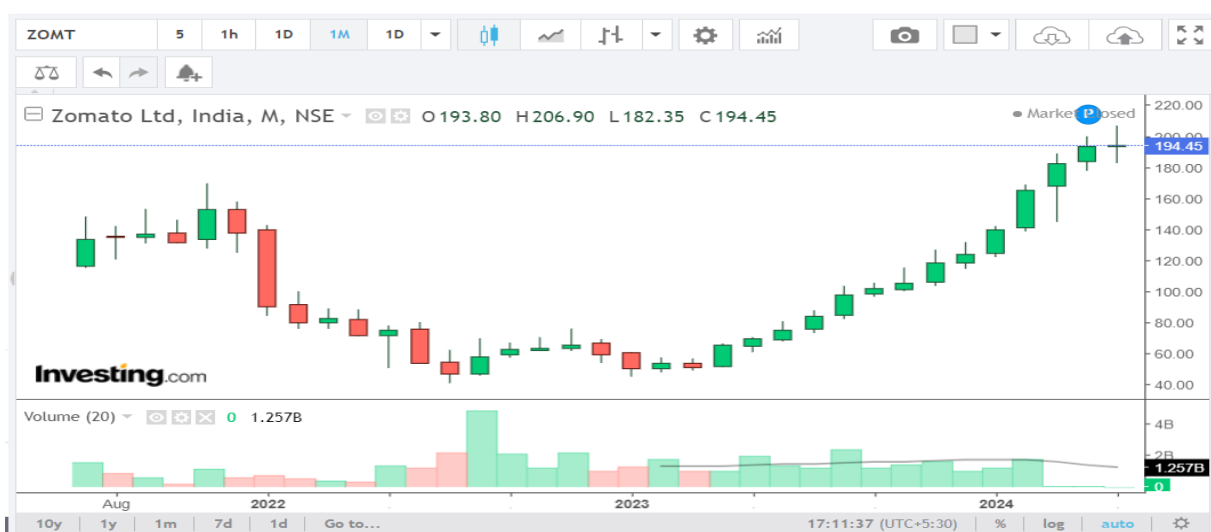 ZOMT 5 1h 1D 1M 1D
Zomato Ltd, India, M, NSE O193.80 H206.90 L182.35 C194.45
P
220.00
200.00
194.45
180.00
160.00
140.00
120.00
100.00
80.00
60.00
40.00
Investing.com
Volume (20) 0 1.257B
4B
2B
1.257B
0
Aug 2022 2023 2024
10y 1y 1m 7d 1d Go to... 17:11:37 (UTC+5:30) % log auto